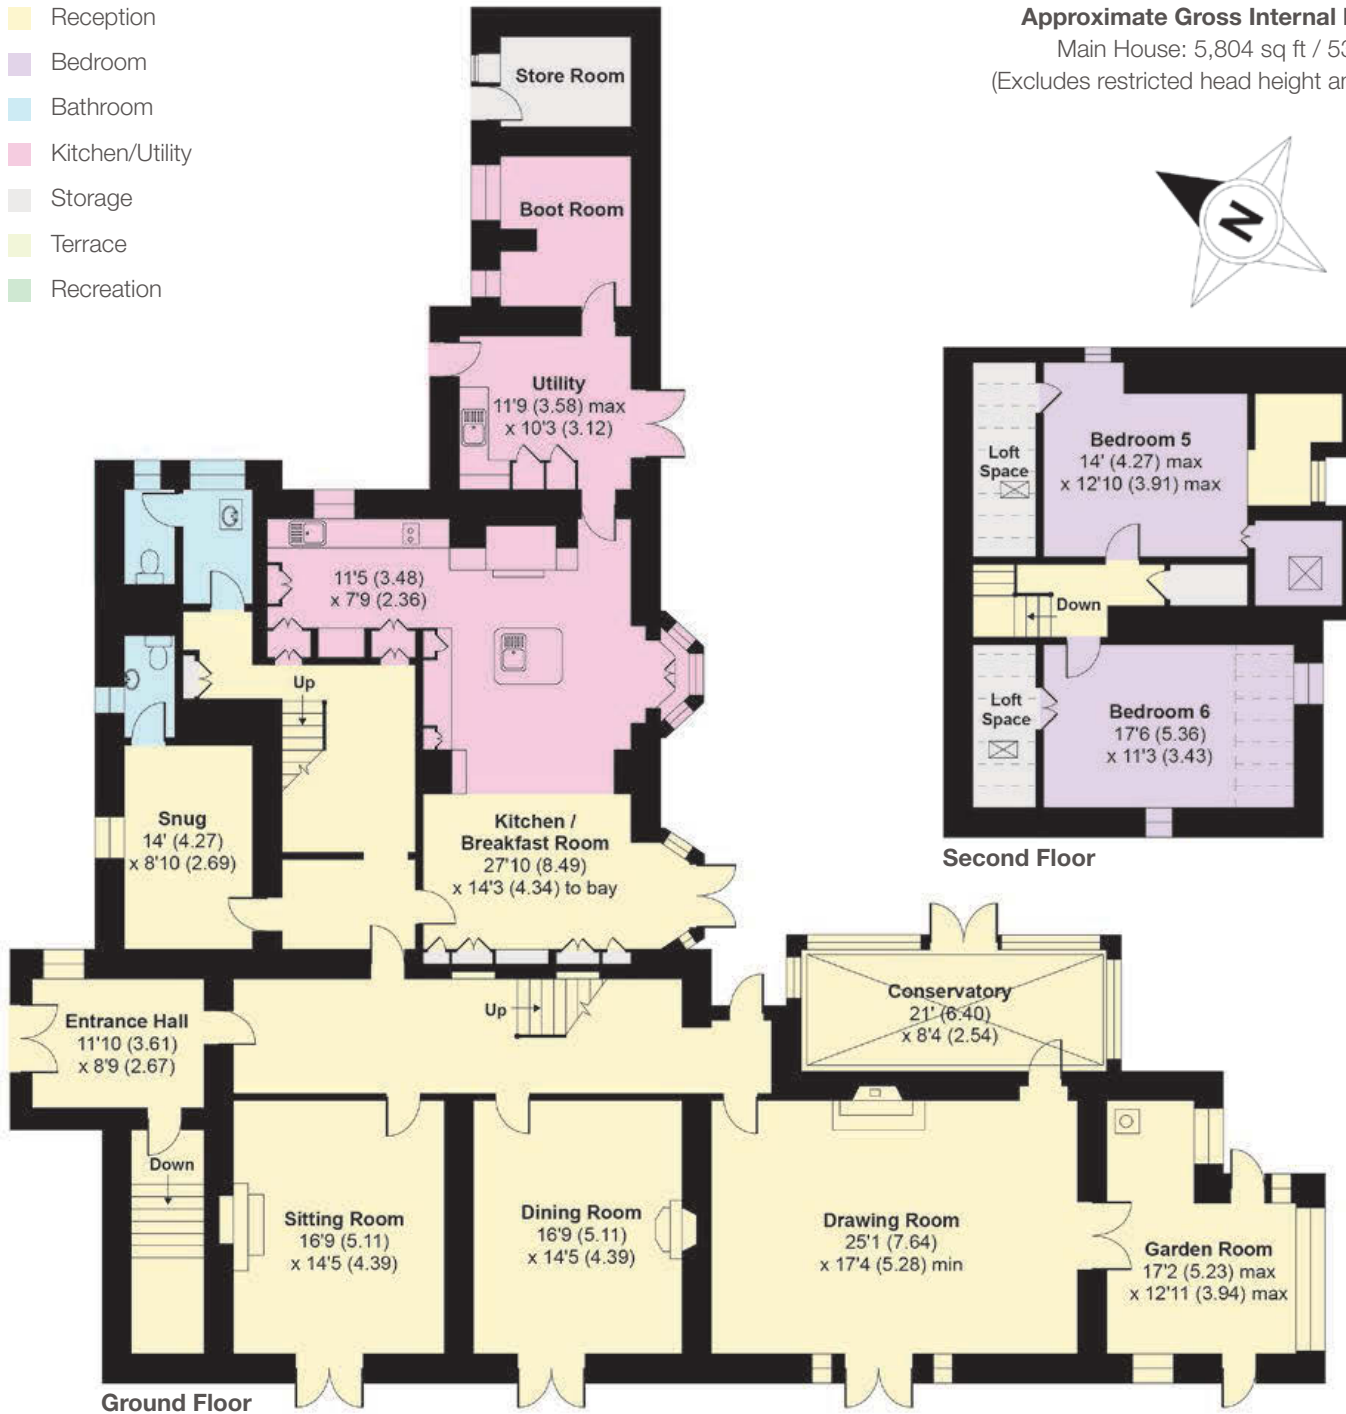 Reception
Bedroom
Bathroom
Kitchen/Utility
Storage
Terrace
Recreation
Approximate Gross Internal
Main House: 5,804 sq ft /
(Excludes restricted head height
N
Store Room
Boot Room
Utility
11'9 (3.58) max
x 10'3 (3.12)
11'5 (3.48)
x 7'9 (2.36)
Up
Snug
14' (4.27)
x 8'10 (2.69)
Kitchen /
Breakfast Room
27'10 (8.49)
x 14'3 (4.34) to bay
Entrance Hall
11'10 (3.61)
x 8'9 (2.67)
Up
Conservatory
21' (6.40)
x 8'4 (2.54)
Down
Sitting Room
16'9 (5.11)
x 14'5 (4.39)
Dining Room
16'9 (5.11)
x 14'5 (4.39)
Drawing Room
25'1 (7.64)
x 17'4 (5.28) min
Garden Room
17'2 (5.23) max
x 12'11 (3.94) max
Ground Floor
Loft
Space
Bedroom 5
14' (4.27) max
x 12'10 (3.91) max
Down
Loft
Space
Bedroom 6
17'6 (5.36)
x 11'3 (3.43)
Second Floor